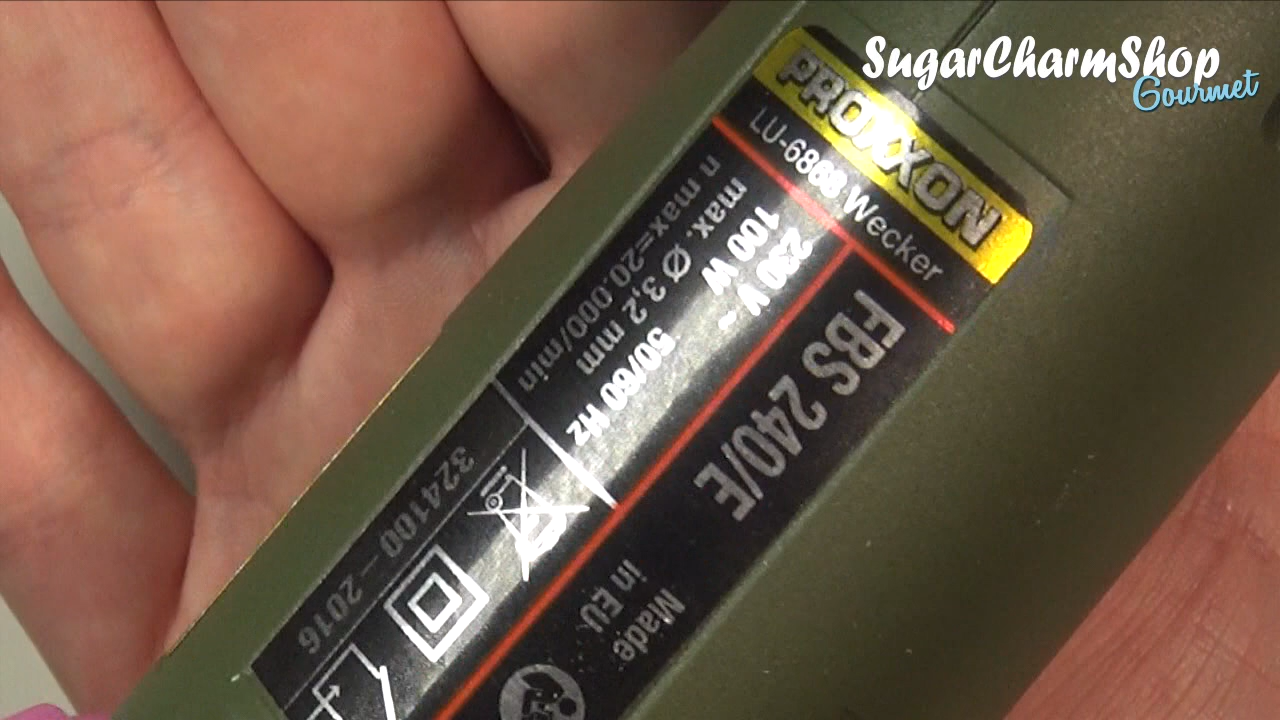 SugarCharmShop
Gourmet
PROXXON
LU-6868 Wecker
FBS 240/E
230 V ~
100 W 50/60 Hz
max. Ø 3,2 mm
n max=20.000/min
Made
in EU
324100 – 2016